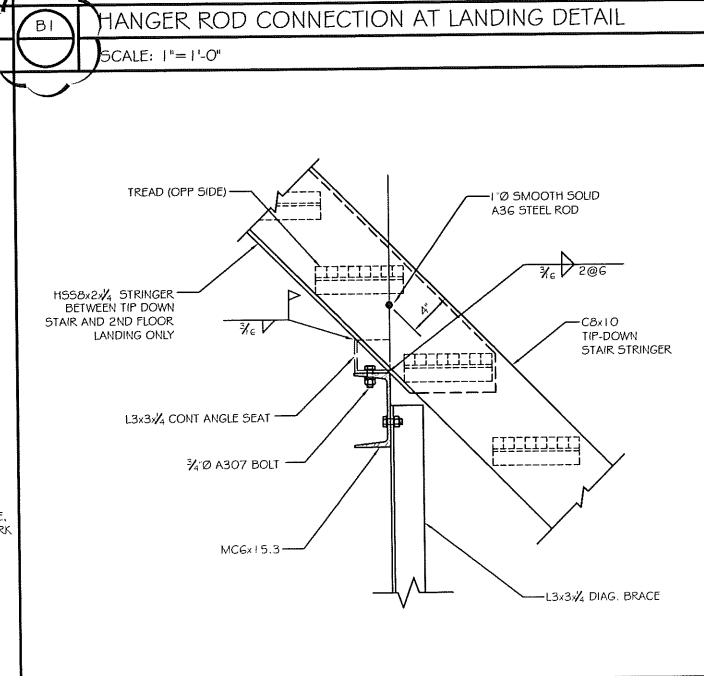 B1
HANGER ROD CONNECTION AT LANDING DETAIL
SCALE: 1"=1'-0"
TREAD (OPP SIDE)
1"Ø SMOOTH SOLID
A36 STEEL ROD
3/16
2@6
HSS8x2x1/4 STRINGER
BETWEEN TIP DOWN
STAIR AND 2ND FLOOR
LANDING ONLY
3/16
4"
C8x10
TIP-DOWN
STAIR STRINGER
L3x3x1/4 CONT ANGLE SEAT
3/4"Ø A307 BOLT
E,
RK
MC6x15.3
L3x3x1/4 DIAG. BRACE